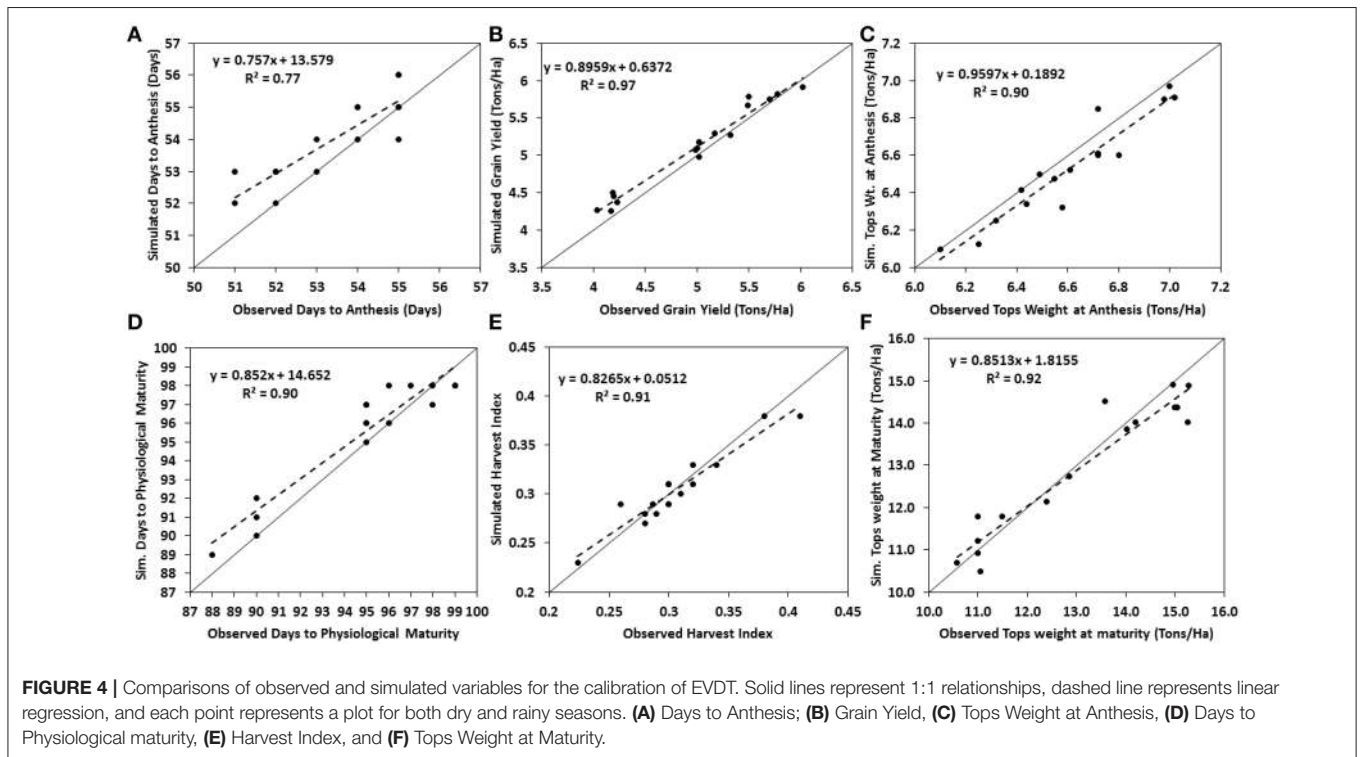 A
57
56
55
54
53
52
51
50
Simulated Days to Anthesis (Days)
y = 0.757x + 13.579
R² = 0.77
50 51 52 53 54 55 56 57
Observed Days to Anthesis (Days)
B
6.5
6
5.5
5
4.5
4
3.5
Simulated Grain Yield (Tons/Ha)
y = 0.8959x + 0.6372
R² = 0.97
3.5 4 4.5 5 5.5 6 6.5
Observed Grain Yield (Tons/Ha)
C
7.2
7.0
6.8
6.6
6.4
6.2
6.0
Sim. Tops Wt. at Anthesis (Tons/Ha)
y = 0.9597x + 0.1892
R² = 0.90
6.0 6.2 6.4 6.6 6.8 7.0 7.2
Observed Tops Weight at Anthesis (Tons/Ha)
D
100
99
98
97
96
95
94
93
92
91
90
89
88
87
Sim. Days to Physiological Maturity
y = 0.852x + 14.652
R² = 0.90
87 88 89 90 91 92 93 94 95 96 97 98 99 100
Observed Days to Physiological Maturity
E
0.45
0.4
0.35
0.3
0.25
0.2
Simulated Harvest Index
y = 0.8265x + 0.0512
R² = 0.91
0.2 0.25 0.3 0.35 0.4 0.45
Observed Harvest Index
F
16.0
15.0
14.0
13.0
12.0
11.0
10.0
Sim. Tops weight at Maturity (Tons/Ha)
y = 0.8513x + 1.8155
R² = 0.92
10.0 11.0 12.0 13.0 14.0 15.0 16.0
Observed Tops weight at maturity (Tons/Ha)
FIGURE 4 | Comparisons of observed and simulated variables for the calibration of EVDT. Solid lines represent 1:1 relationships, dashed line represents linear
regression, and each point represents a plot for both dry and rainy seasons. (A) Days to Anthesis; (B) Grain Yield, (C) Tops Weight at Anthesis, (D) Days to
Physiological maturity, (E) Harvest Index, and (F) Tops Weight at Maturity.